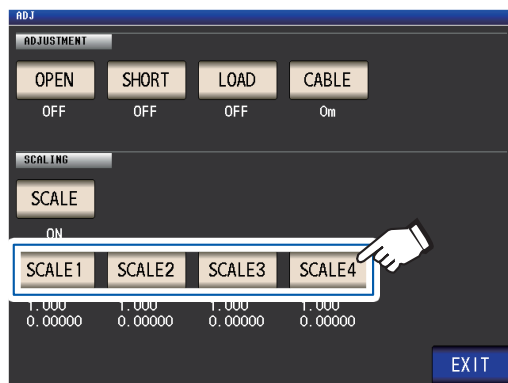 ADJ
ADJUSTMENT
OPEN SHORT LOAD CABLE
OFF OFF OFF 0m
SCALING
SCALE
ON
SCALE1 SCALE2 SCALE3 SCALE4
1.000 1.000 1.000 1.000
0.00000 0.00000 0.00000 0.00000
EXIT